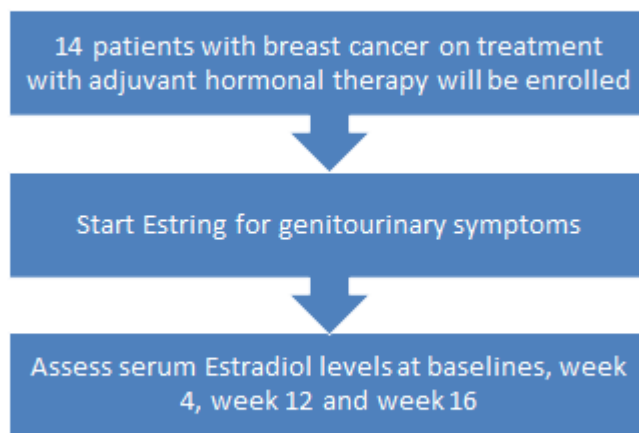 14 patients with breast cancer on treatment
with adjuvant hormonal therapy will be enrolled
Start Estring for genitourinary symptoms
Assess serum Estradiol levels at baselines, week
4, week 12 and week 16